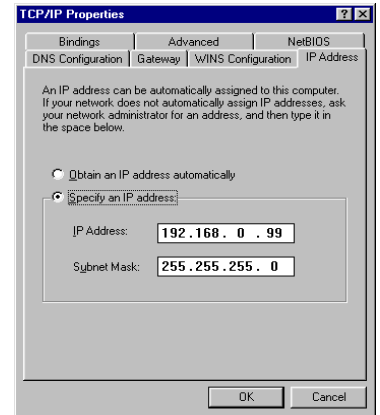 TCP/IP Properties
Bindings Advanced NetBIOS
DNS Configuration Gateway WINS Configuration IP Address
An IP address can be automatically assigned to this computer.
If your network does not automatically assign IP addresses, ask
your network administrator for an address, and then type it in
the space below.
Obtain an IP address automatically
Specify an IP address:
IP Address: 192.168. 0 .99
Subnet Mask: 255.255.255. 0
OK Cancel